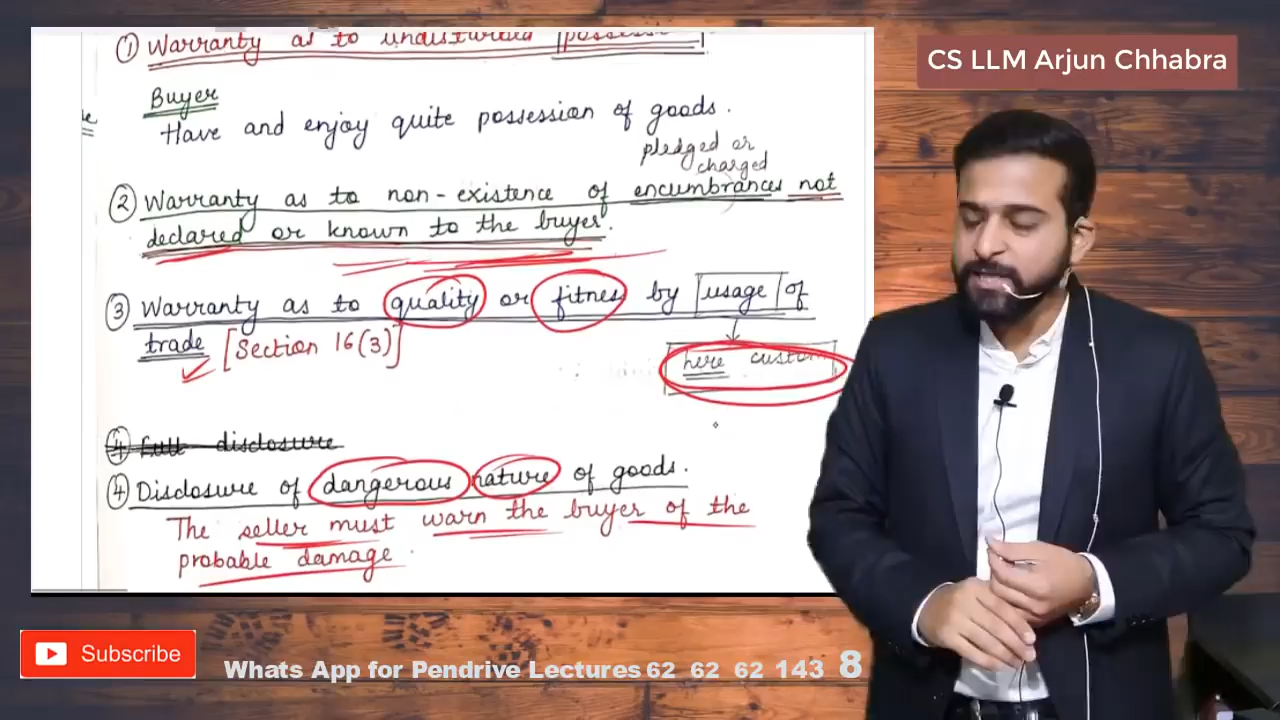 CS LLM Arjun Chhabra
① Warranty as to undisturbed
Buyer
Have and enjoy quite possession of goods.
pledged or
charged
② Warranty as to non-existence of encumbrances not
declared or known to the buyer.
③ Warranty as to quality or fitnes by usage of
trade [Section 16(3)]
here custom
④ Full disclosure
④ Disclosure of dangerous nature of goods.
The seller must warn the buyer of the
probable damage.
Subscribe
Whats App for Pendrive Lectures 62 62 62 143 8